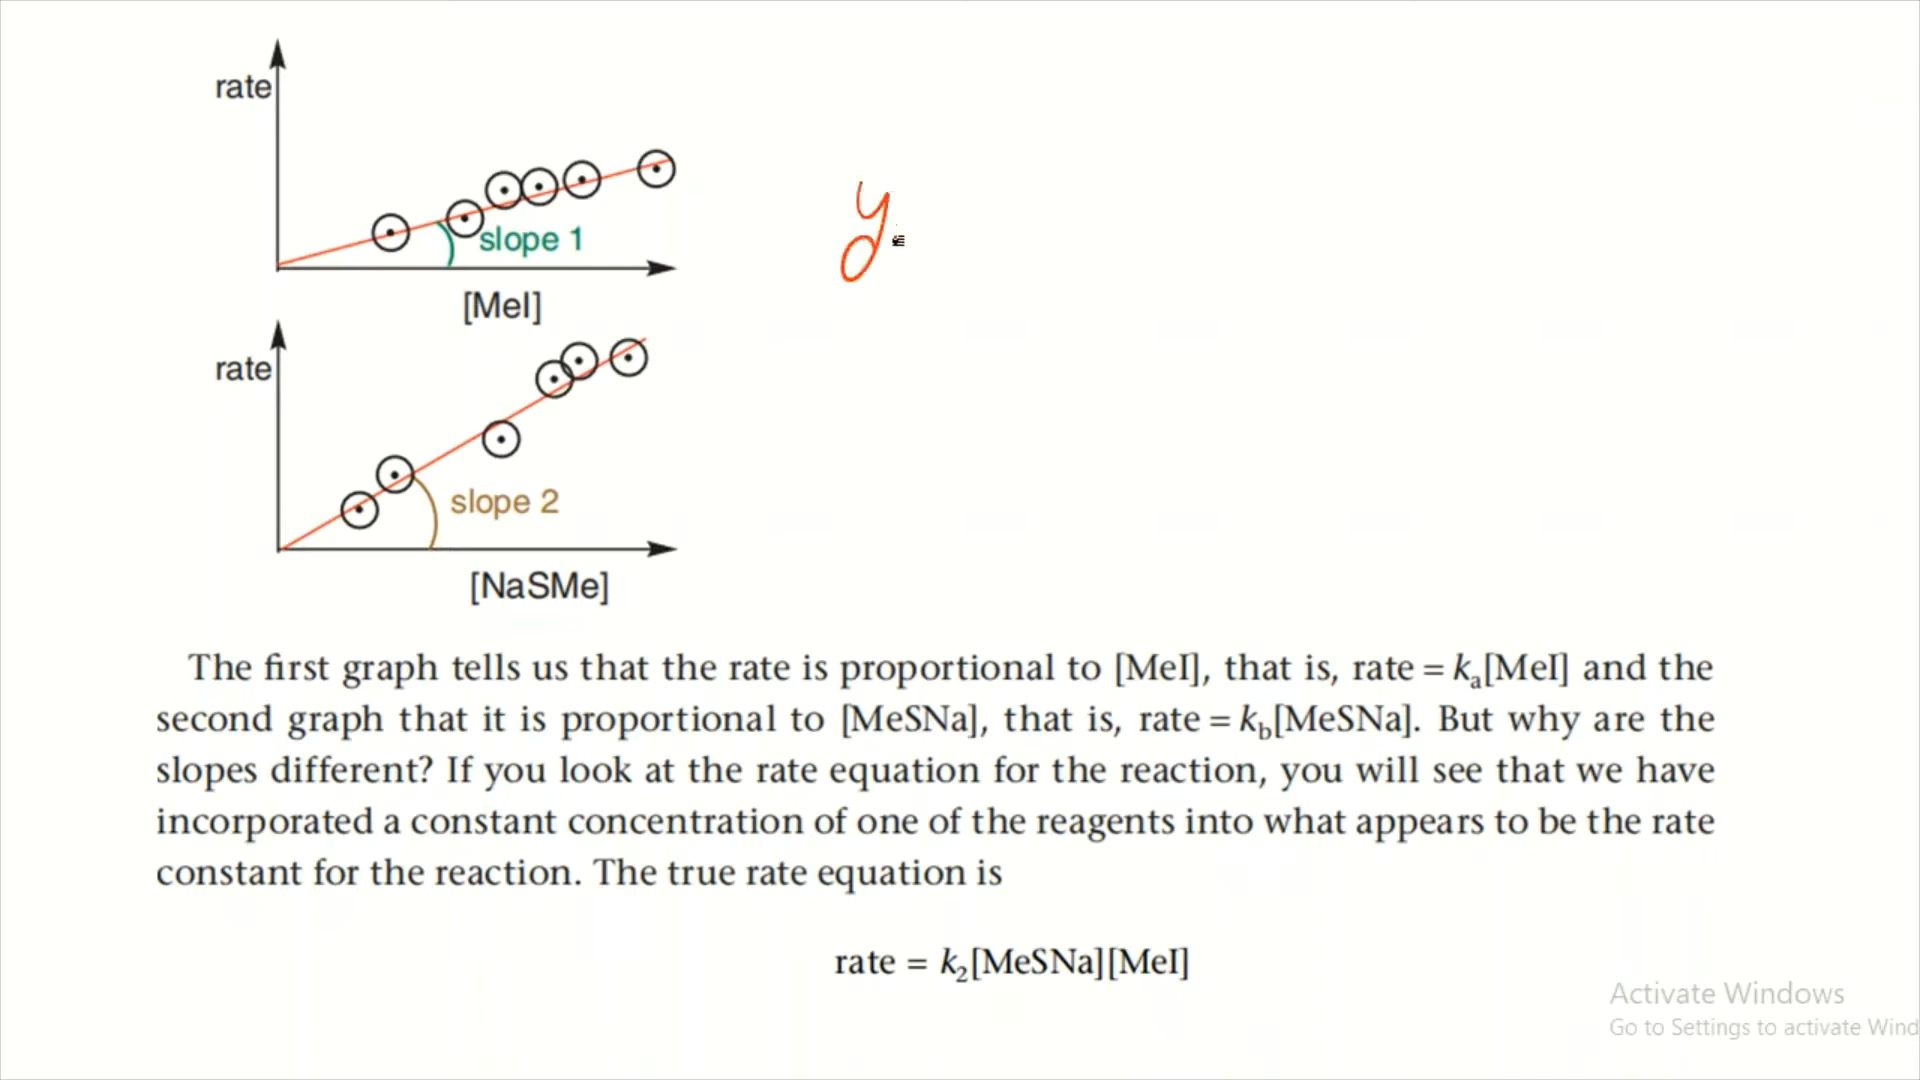 rate
slope 1
[MeI]
y
rate
slope 2
[NaSMe]
The first graph tells us that the rate is proportional to [MeI], that is, rate = kₐ[MeI] and the
second graph that it is proportional to [MeSNa], that is, rate = k_b[MeSNa]. But why are the
slopes different? If you look at the rate equation for the reaction, you will see that we have
incorporated a constant concentration of one of the reagents into what appears to be the rate
constant for the reaction. The true rate equation is
rate = k₂[MeSNa][MeI]
Activate Windows
Go to Settings to activate Wind